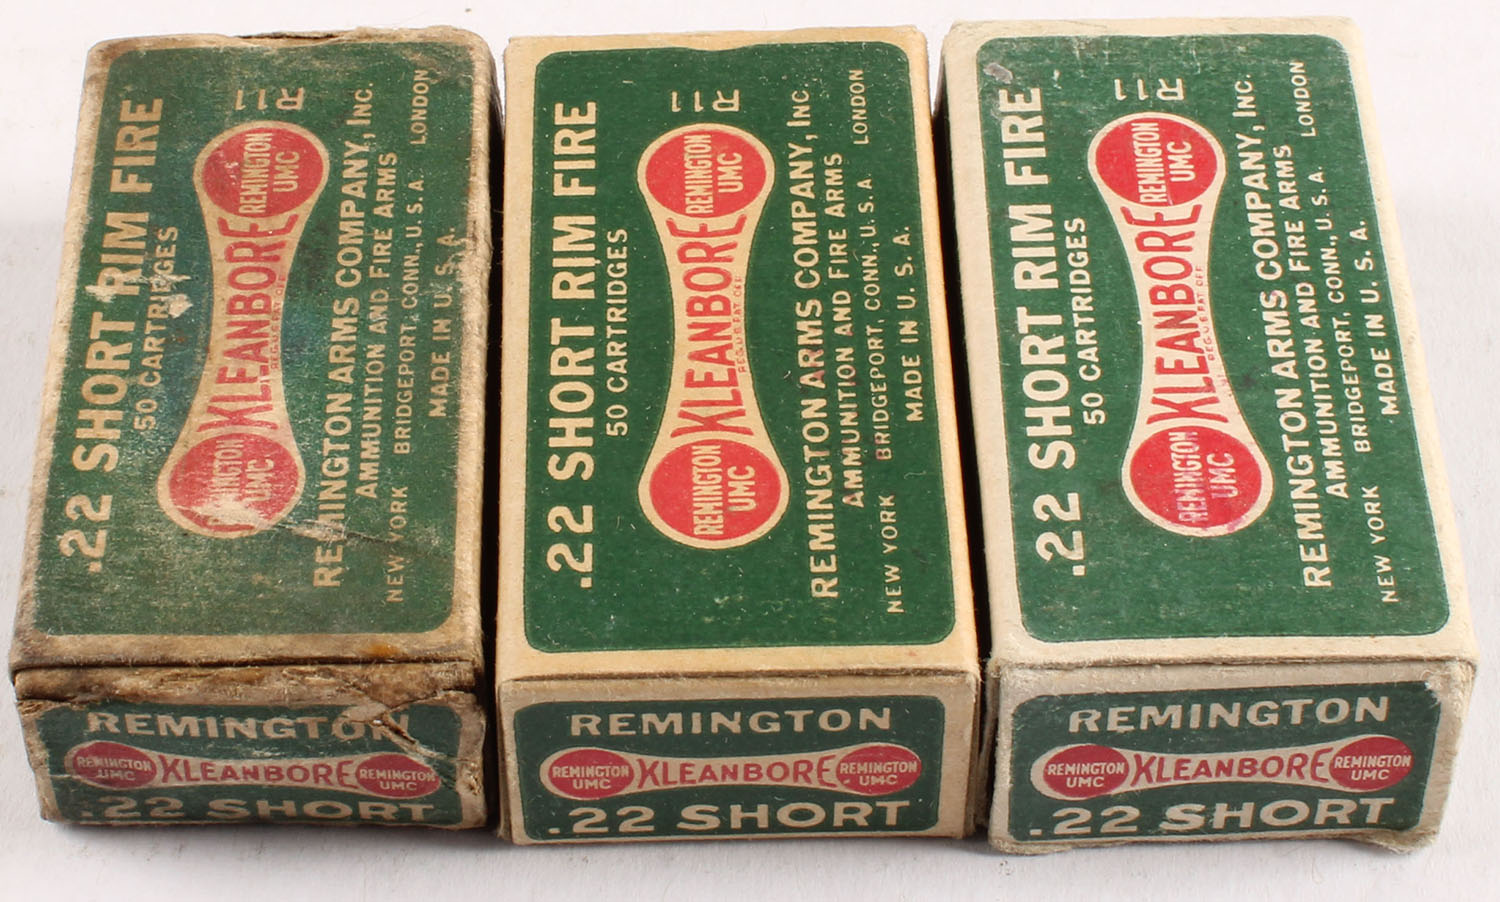 .22 SHORT RIM FIRE
50 CARTRIDGES
REMINGTON
UMC
KLEANBORE
REMINGTON
UMC
REMINGTON ARMS COMPANY, INC.
AMMUNITION AND FIRE ARMS
NEW YORK BRIDGEPORT, CONN., U.S.A. LONDON
MADE IN U.S.A.
REMINGTON
REMINGTON
UMC
KLEANBORE
REMINGTON
UMC
.22 SHORT
.22 SHORT RIM FIRE
50 CARTRIDGES
REMINGTON
UMC
KLEANBORE
REG.U.S.PAT.OFF.
REMINGTON
UMC
REMINGTON ARMS COMPANY, INC.
AMMUNITION AND FIRE ARMS
NEW YORK BRIDGEPORT, CONN., U.S.A. LONDON
MADE IN U.S.A.
REMINGTON
REMINGTON
UMC
KLEANBORE
REMINGTON
UMC
.22 SHORT
.22 SHORT RIM FIRE
50 CARTRIDGES
REMINGTON
UMC
KLEANBORE
REG.U.S.PAT.OFF.
REMINGTON
UMC
REMINGTON ARMS COMPANY, INC.
AMMUNITION AND FIRE ARMS
NEW YORK BRIDGEPORT, CONN., U.S.A. LONDON
MADE IN U.S.A.
REMINGTON
REMINGTON
UMC
KLEANBORE
REMINGTON
UMC
.22 SHORT